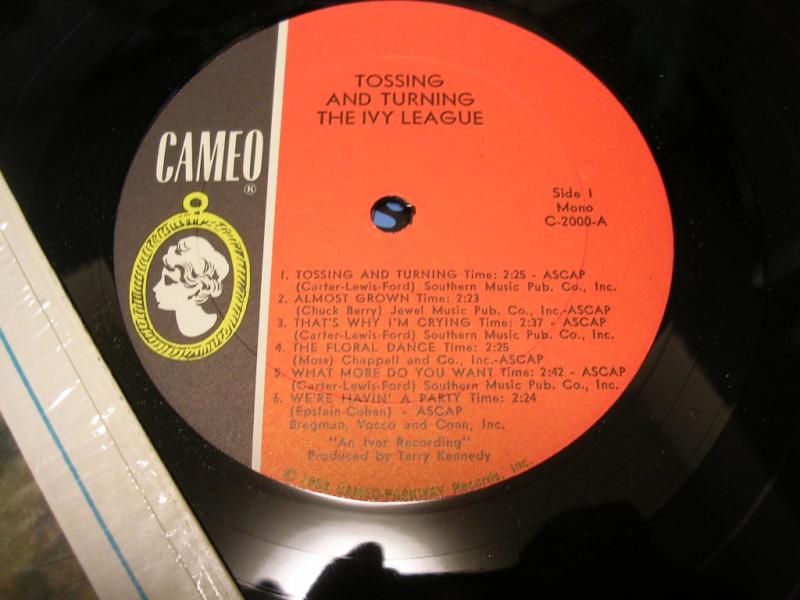 TOSSING
AND TURNING
THE IVY LEAGUE
CAMEO
®
Side 1
Mono
C-2000-A
1. TOSSING AND TURNING Time: 2:25 - ASCAP
(Carter-Lewis-Ford) Southern Music Pub. Co., Inc.
2. ALMOST GROWN Time: 2:23
(Chuck Berry) Jewel Music Pub. Co., Inc.-ASCAP
3. THAT'S WHY I'M CRYING Time: 2:37 - ASCAP
(Carter-Lewis-Ford) Southern Music Pub. Co., Inc.
4. THE FLORAL DANCE Time: 2:25
(Moss) Chappell and Co., Inc.-ASCAP
5. WHAT MORE DO YOU WANT Time: 2:42 - ASCAP
(Carter-Lewis-Ford) Southern Music Pub. Co., Inc.
6. WE'RE HAVIN' A PARTY Time: 2:24
(Epstein-Cohen) - ASCAP
Bregman, Vocco and Conn, Inc.
"An Iver Recording"
Produced by Terry Kennedy
© CAMEO-PARKWAY Records, Inc.